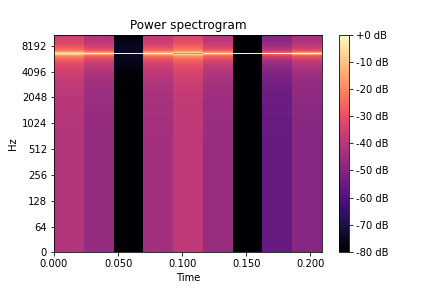 Power spectrogram
8192
4096
2048
1024
512
256
128
64
0
Hz
0.000 0.050 0.100 0.150 0.200
Time
+0 dB
-10 dB
-20 dB
-30 dB
-40 dB
-50 dB
-60 dB
-70 dB
-80 dB